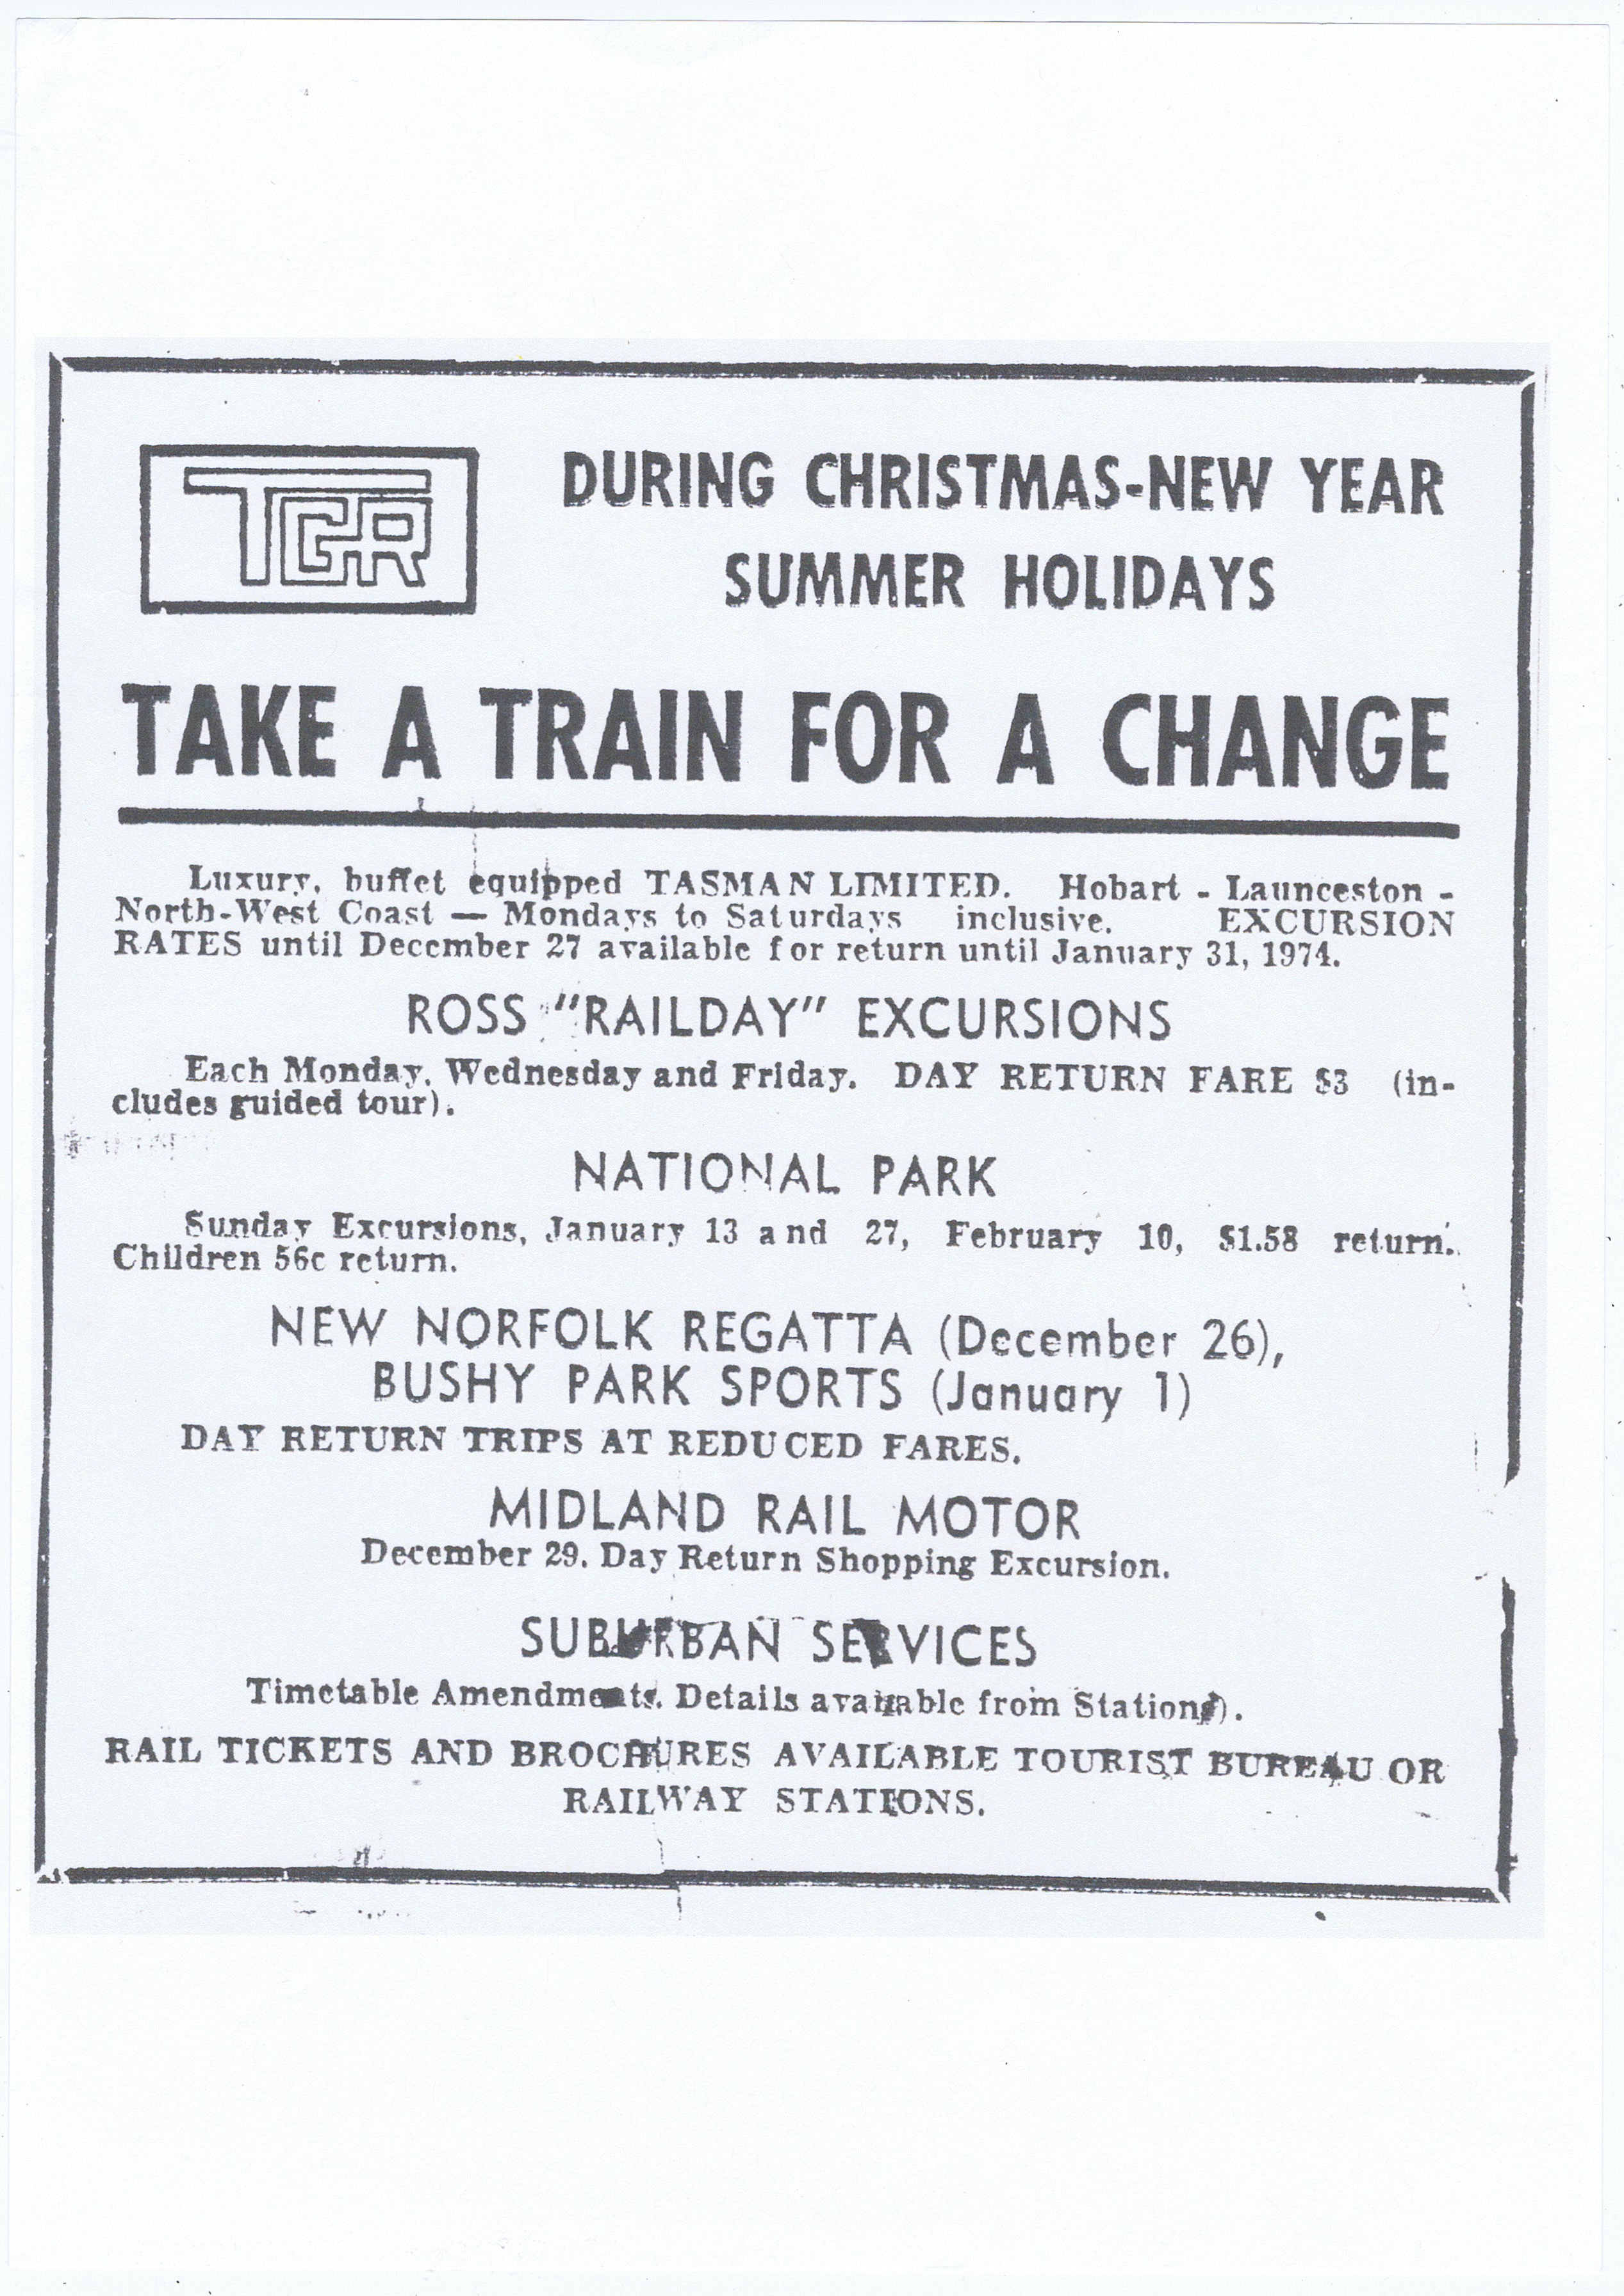 TGR
DURING CHRISTMAS-NEW YEAR
SUMMER HOLIDAYS
TAKE A TRAIN FOR A CHANGE
Luxury, buffet equipped TASMAN LIMITED. Hobart - Launceston -
North-West Coast — Mondays to Saturdays inclusive. EXCURSION
RATES until December 27 available for return until January 31, 1974.
ROSS "RAILDAY" EXCURSIONS
Each Monday, Wednesday and Friday. DAY RETURN FARE $3 (in-
cludes guided tour).
NATIONAL PARK
Sunday Excursions, January 13 and 27, February 10, $1.58 return.
Children 56c return.
NEW NORFOLK REGATTA (December 26),
BUSHY PARK SPORTS (January 1)
DAY RETURN TRIPS AT REDUCED FARES.
MIDLAND RAIL MOTOR
December 29. Day Return Shopping Excursion.
SUBURBAN SERVICES
Timetable Amendments. Details available from Stations).
RAIL TICKETS AND BROCHURES AVAILABLE TOURIST BUREAU OR
RAILWAY STATIONS.